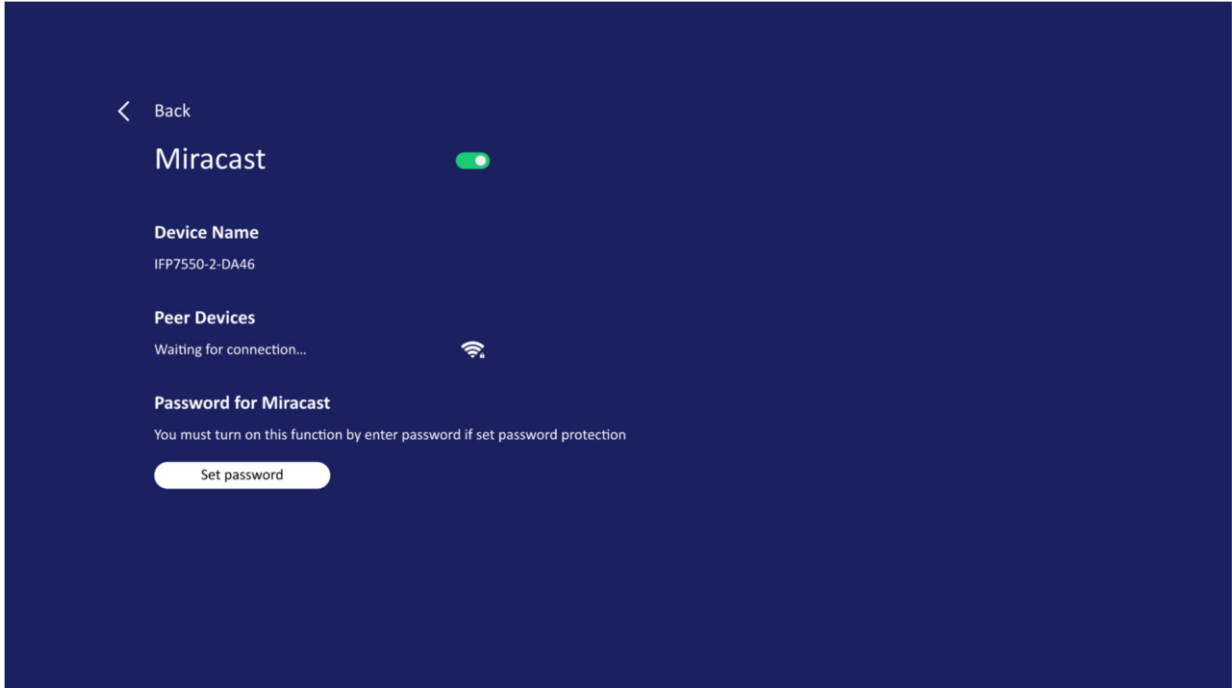 Back
Miracast
Device Name
IFP7550-2-DA46
Peer Devices
Waiting for connection...
Password for Miracast
You must turn on this function by enter password if set password protection
Set password